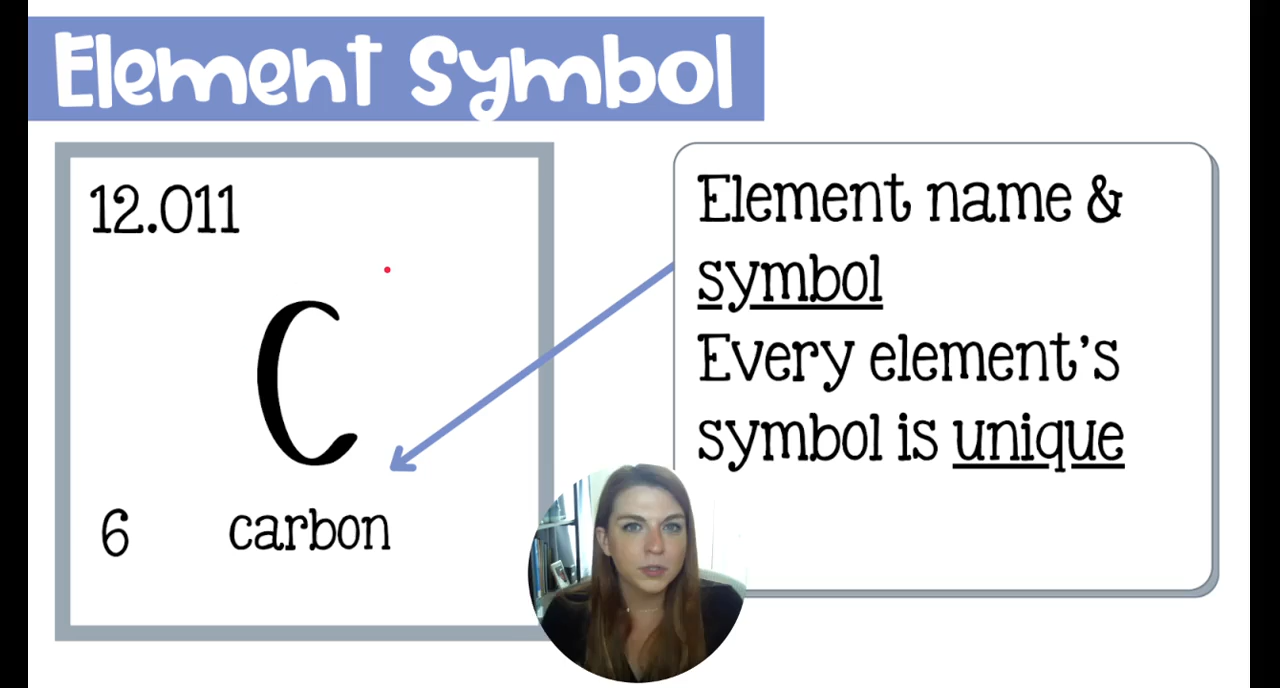 Element Symbol
12.011
C
6 carbon
Element name &
symbol
Every element's
symbol is unique